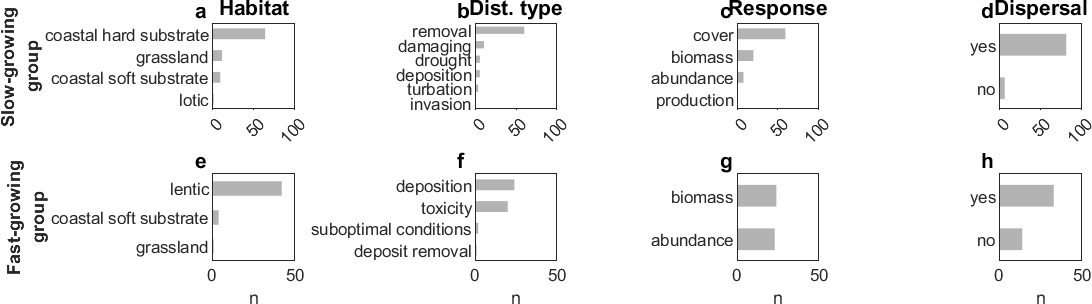 a Habitat
b Dist. type
c Response
d Dispersal
Slow-growing
group
coastal hard substrate
grassland
coastal soft substrate
lotic
0 50 100
removal
damaging
drought
deposition
turbation
invasion
0 50 100
cover
biomass
abundance
production
0 50 100
yes
no
0 50 100
Fast-growing
group
e
lentic
coastal soft substrate
grassland
0 50
n
f
deposition
toxicity
suboptimal conditions
deposit removal
0 50
n
g
biomass
abundance
0 50
n
h
yes
no
0 50
n